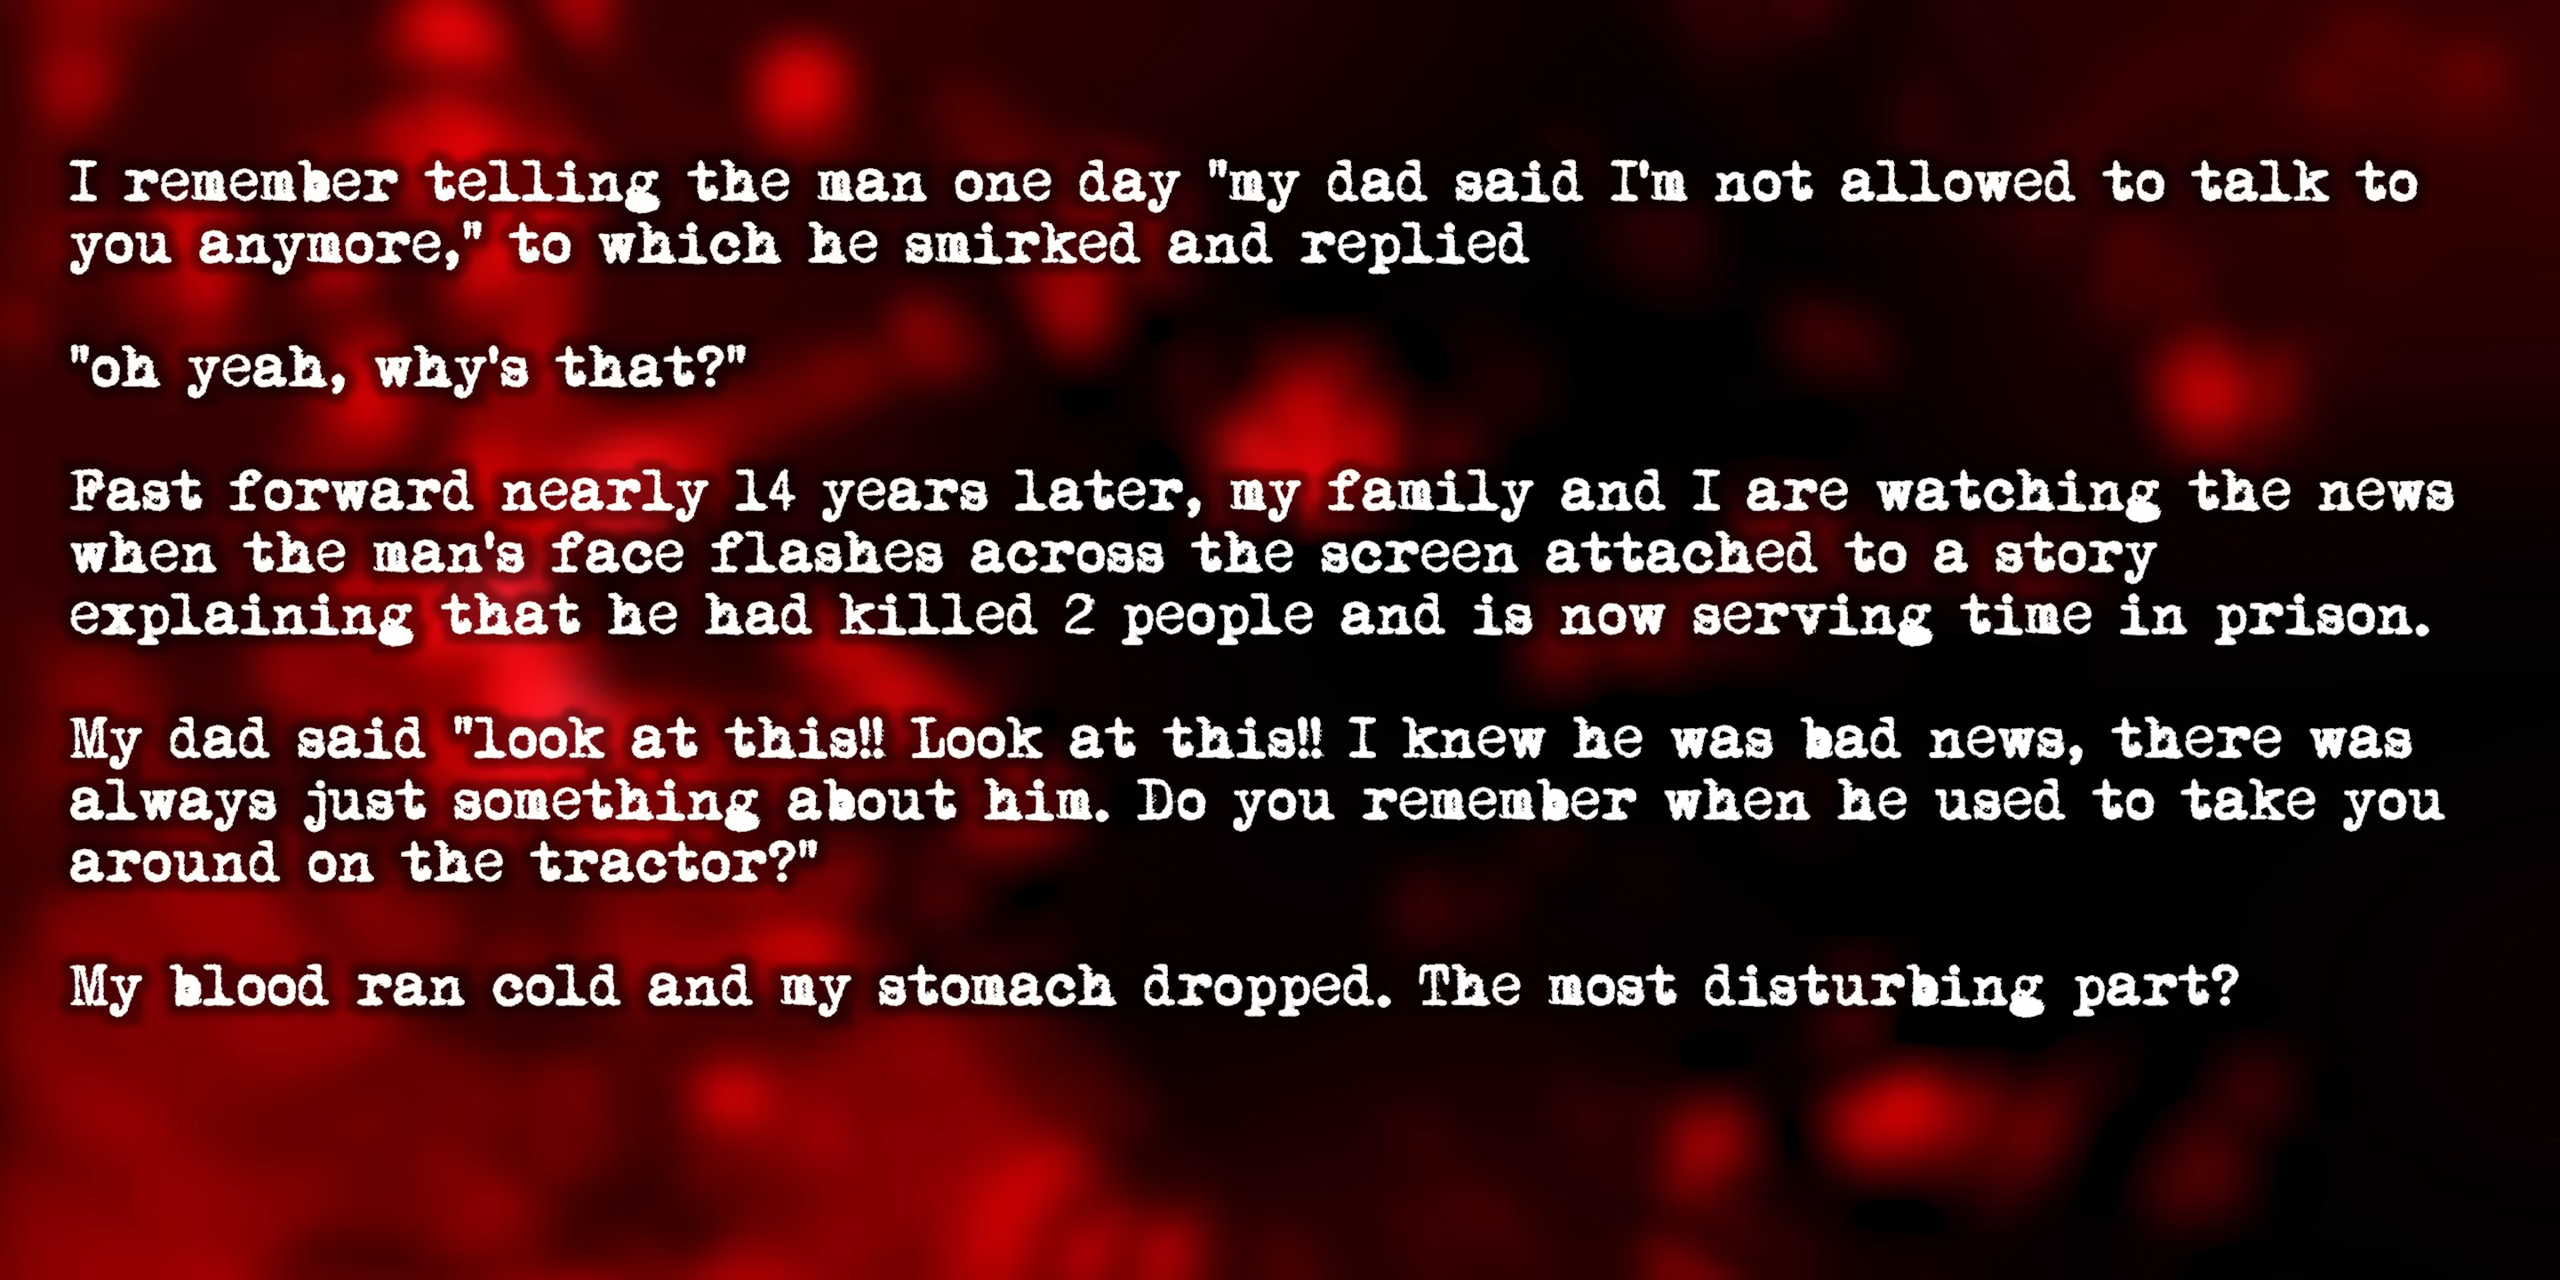 I remember telling the man one day "my dad said I'm not allowed to talk to
you anymore," to which he smirked and replied
"oh yeah, why's that?"
Fast forward nearly 14 years later, my family and I are watching the news
when the man's face flashes across the screen attached to a story
explaining that he had killed 2 people and is now serving time in prison.
My dad said "look at this!! Look at this!! I knew he was bad news, there was
always just something about him. Do you remember when he used to take you
around on the tractor?"
My blood ran cold and my stomach dropped. The most disturbing part?